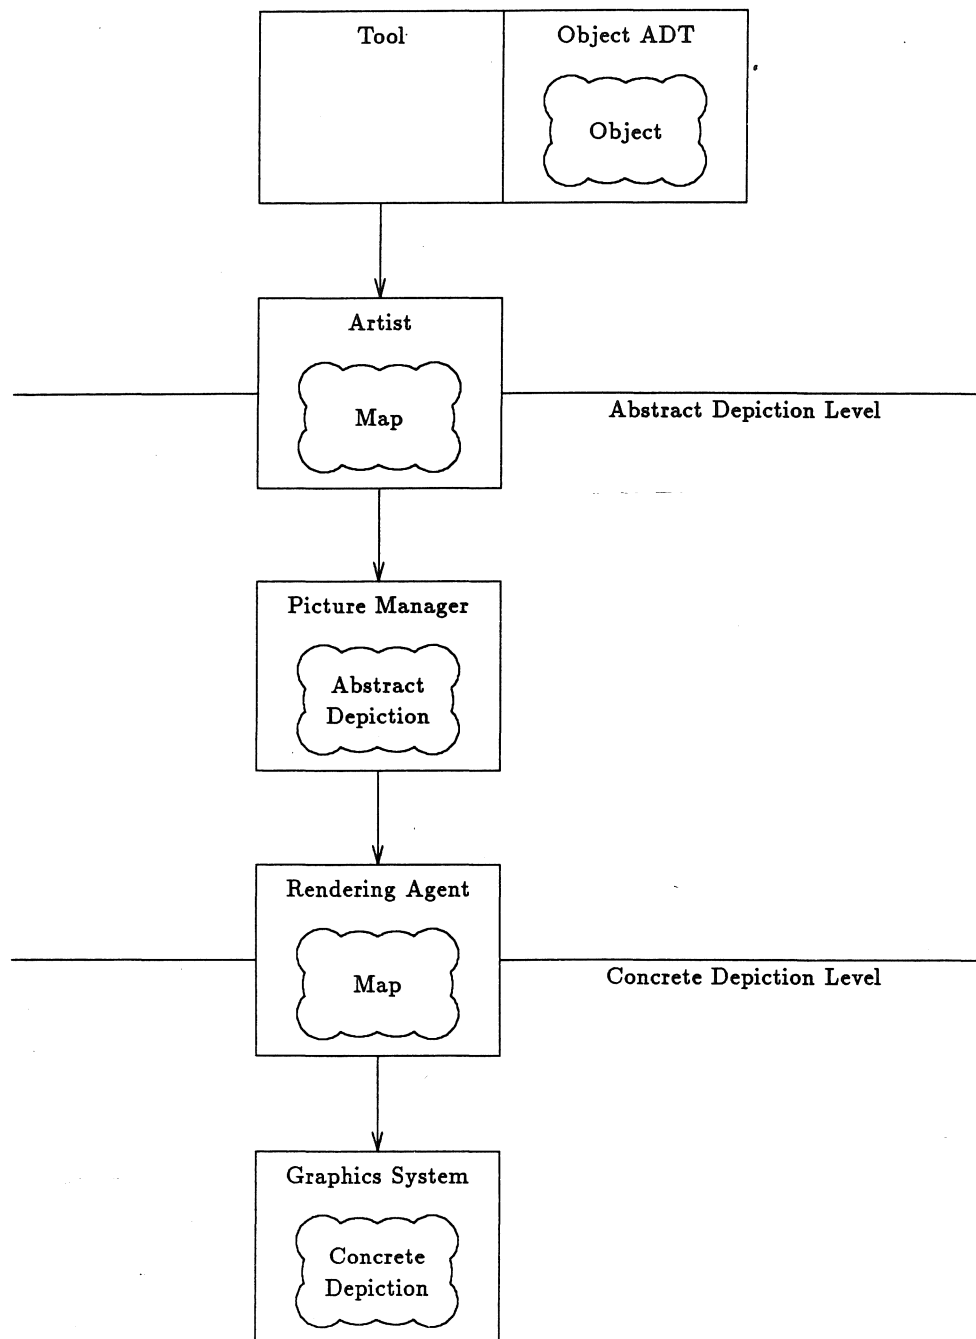 Tool
Object ADT
Object
Artist
Map
Abstract Depiction Level
Picture Manager
Abstract
Depiction
Rendering Agent
Map
Concrete Depiction Level
Graphics System
Concrete
Depiction